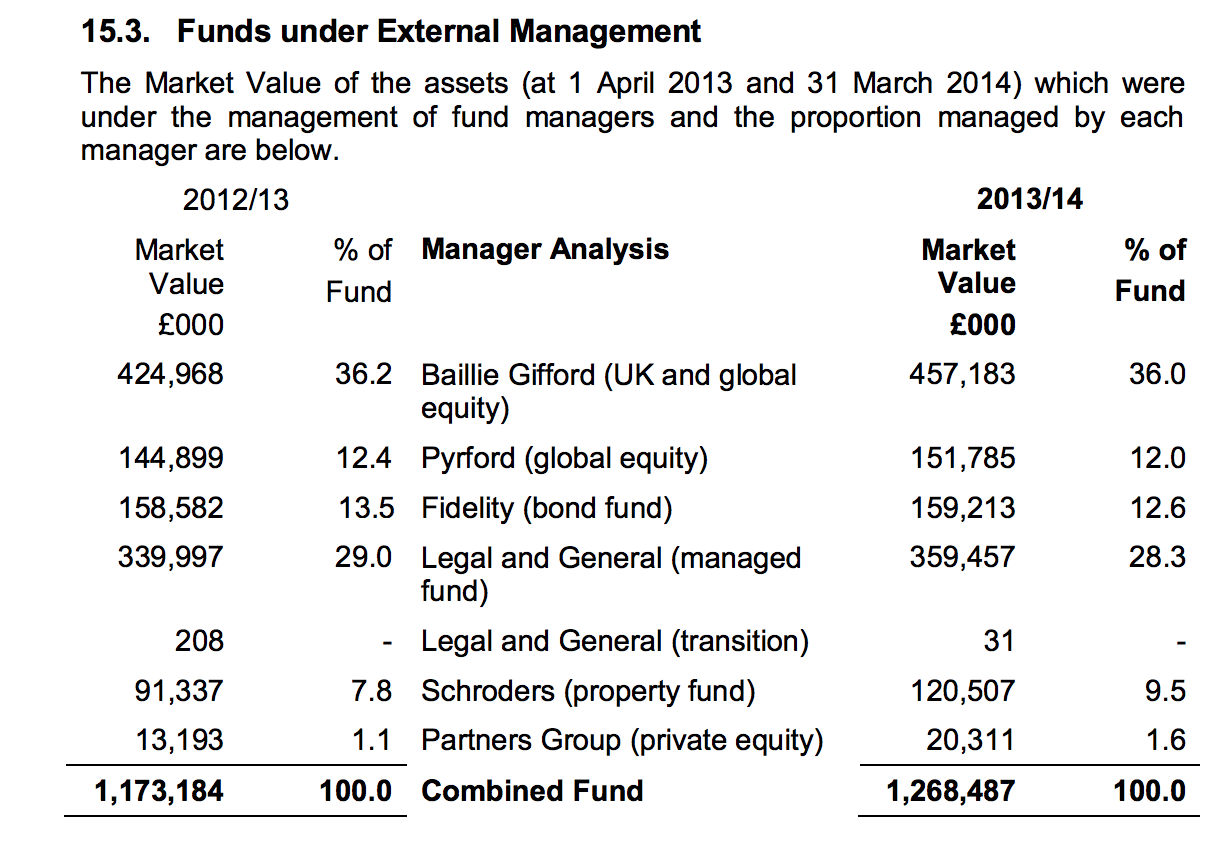 15.3. Funds under External Management
The Market Value of the assets (at 1 April 2013 and 31 March 2014) which were
under the management of fund managers and the proportion managed by each
manager are below.
2012/13 2013/14
Market % of Manager Analysis Market % of
Value Fund Value Fund
£000 £000
424,968 36.2 Baillie Gifford (UK and global 457,183 36.0
equity)
144,899 12.4 Pyrford (global equity) 151,785 12.0
158,582 13.5 Fidelity (bond fund) 159,213 12.6
339,997 29.0 Legal and General (managed 359,457 28.3
fund)
208 - Legal and General (transition) 31 -
91,337 7.8 Schroders (property fund) 120,507 9.5
13,193 1.1 Partners Group (private equity) 20,311 1.6
1,173,184 100.0 Combined Fund 1,268,487 100.0